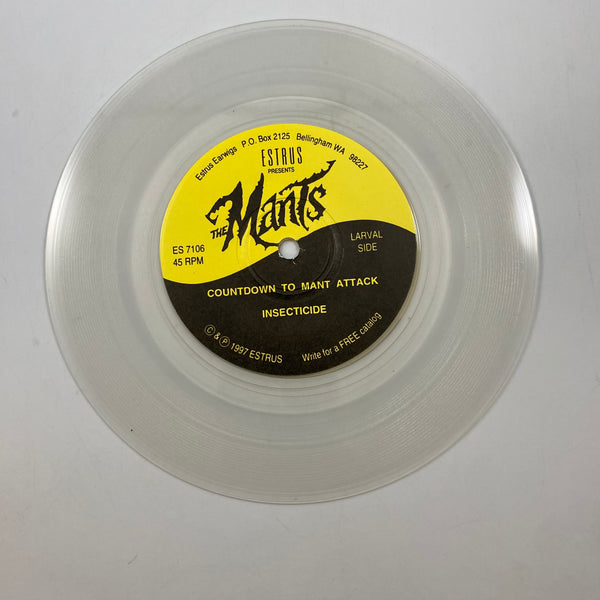 Estrus Earwigs P.O. Box 2125 Bellingham WA 98227
ESTRUS
PRESENTS
THE MANTS
ES 7106
45 RPM
LARVAL
SIDE
COUNTDOWN TO MANT ATTACK
INSECTICIDE
© & ℗ 1997 ESTRUS Write for a FREE catalog